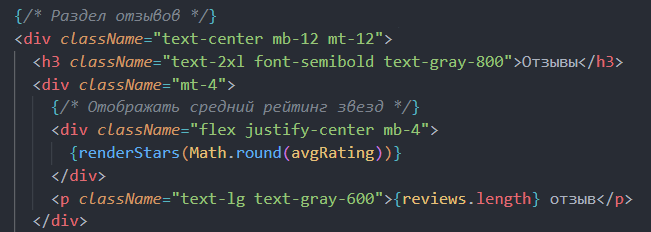 {/* Раздел отзывов */}
<div className="text-center mb-12 mt-12">
<h3 className="text-2xl font-semibold text-gray-800">Отзывы</h3>
<div className="mt-4">
{/* Отображать средний рейтинг звезд */}
<div className="flex justify-center mb-4">
{renderStars(Math.round(avgRating))}
</div>
<p className="text-lg text-gray-600">{reviews.length} отзыв</p>
</div>